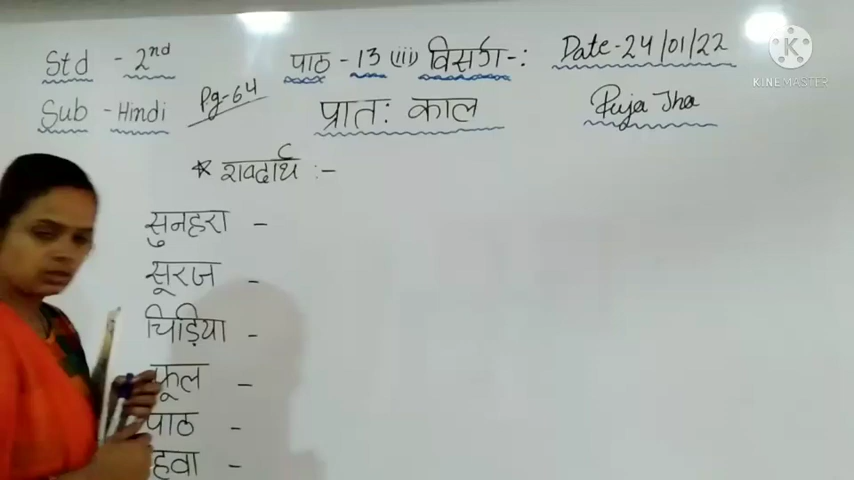 Std - 2nd पाठ - 13 (ii) विसर्ग -: Date - 24/01/22
Sub - Hindi Pg-64 प्रातः काल Puja Jha
* शब्दार्थ :-
सुनहरा -
सूरज -
चिड़िया -
फूल -
पाठ -
हवा -
K
KINEMASTER